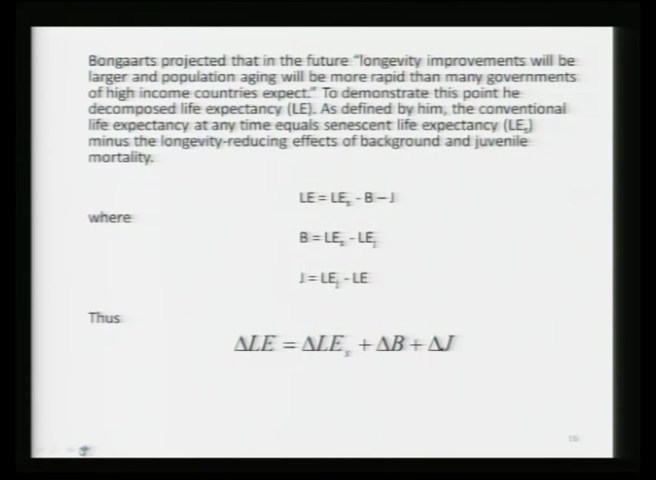 Bongaarts projected that in the future "longevity improvements will be
larger and population aging will be more rapid than many governments
of high income countries expect." To demonstrate this point he
decomposed life expectancy (LE). As defined by him, the conventional
life expectancy at any time equals senescent life expectancy (LEₛ)
minus the longevity-reducing effects of background and juvenile
mortality.
LE = LEₛ - B – J
where
B = LEₛ - LEⱼ
J = LEⱼ - LE
Thus
ΔLE = ΔLEₛ + ΔB + ΔJ